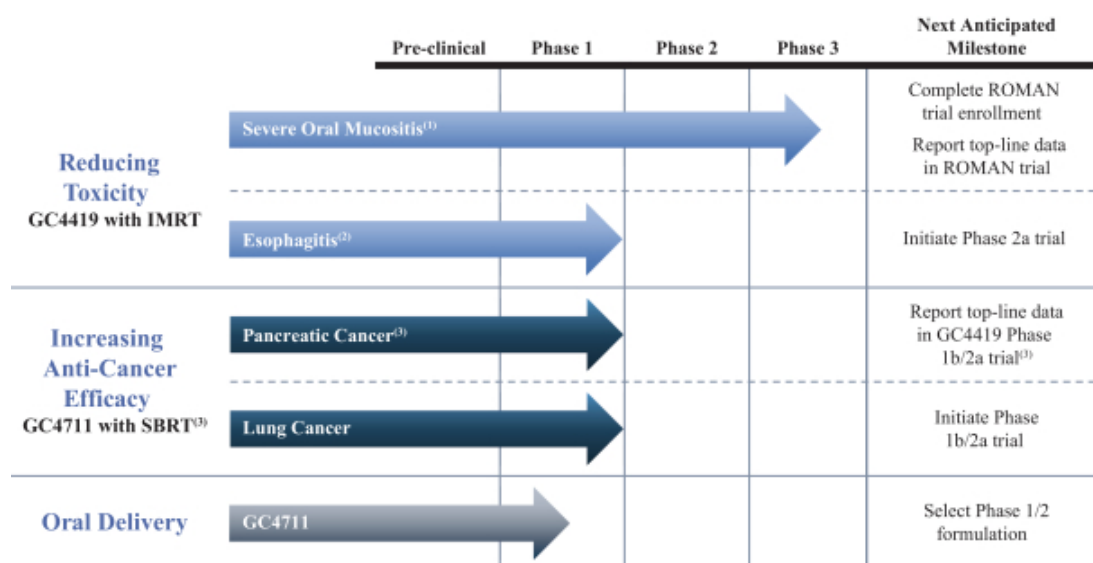 Pre-clinical
Phase 1
Phase 2
Phase 3
Next Anticipated
Milestone
Reducing
Toxicity
GC4419 with IMRT
Severe Oral Mucositis(1)
Complete ROMAN
trial enrollment
Report top-line data
in ROMAN trial
Esophagitis(2)
Initiate Phase 2a trial
Increasing
Anti-Cancer
Efficacy
GC4711 with SBRT(3)
Pancreatic Cancer(3)
Report top-line data
in GC4419 Phase
1b/2a trial(3)
Lung Cancer
Initiate Phase
1b/2a trial
Oral Delivery
GC4711
Select Phase 1/2
formulation